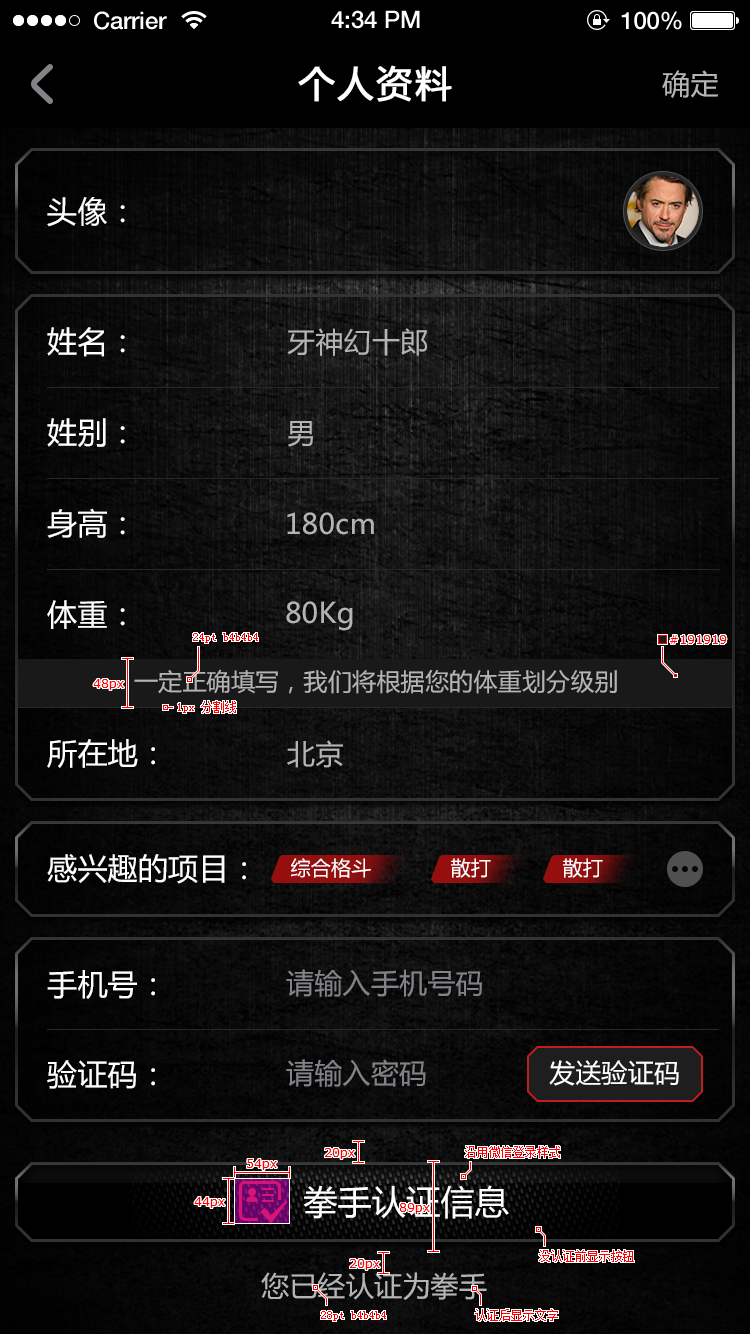 Carrier 4:34 PM 100%
个人资料 确定
头像：
姓名： 牙神幻十郎
姓别： 男
身高： 180cm
体重： 80Kg
24pt b4b4b4
#191919
48px 一定正确填写，我们将根据您的体重划分级别
1px 分割线
所在地： 北京
感兴趣的项目： 综合格斗 散打 散打
手机号： 请输入手机号码
验证码： 请输入密码 发送验证码
20px 沿用微信登录样式
54px
44px 拳手认证信息 89px
没认证前显示按钮
20px
您已经认证为拳手
28pt b4b4b4 认证后显示文字